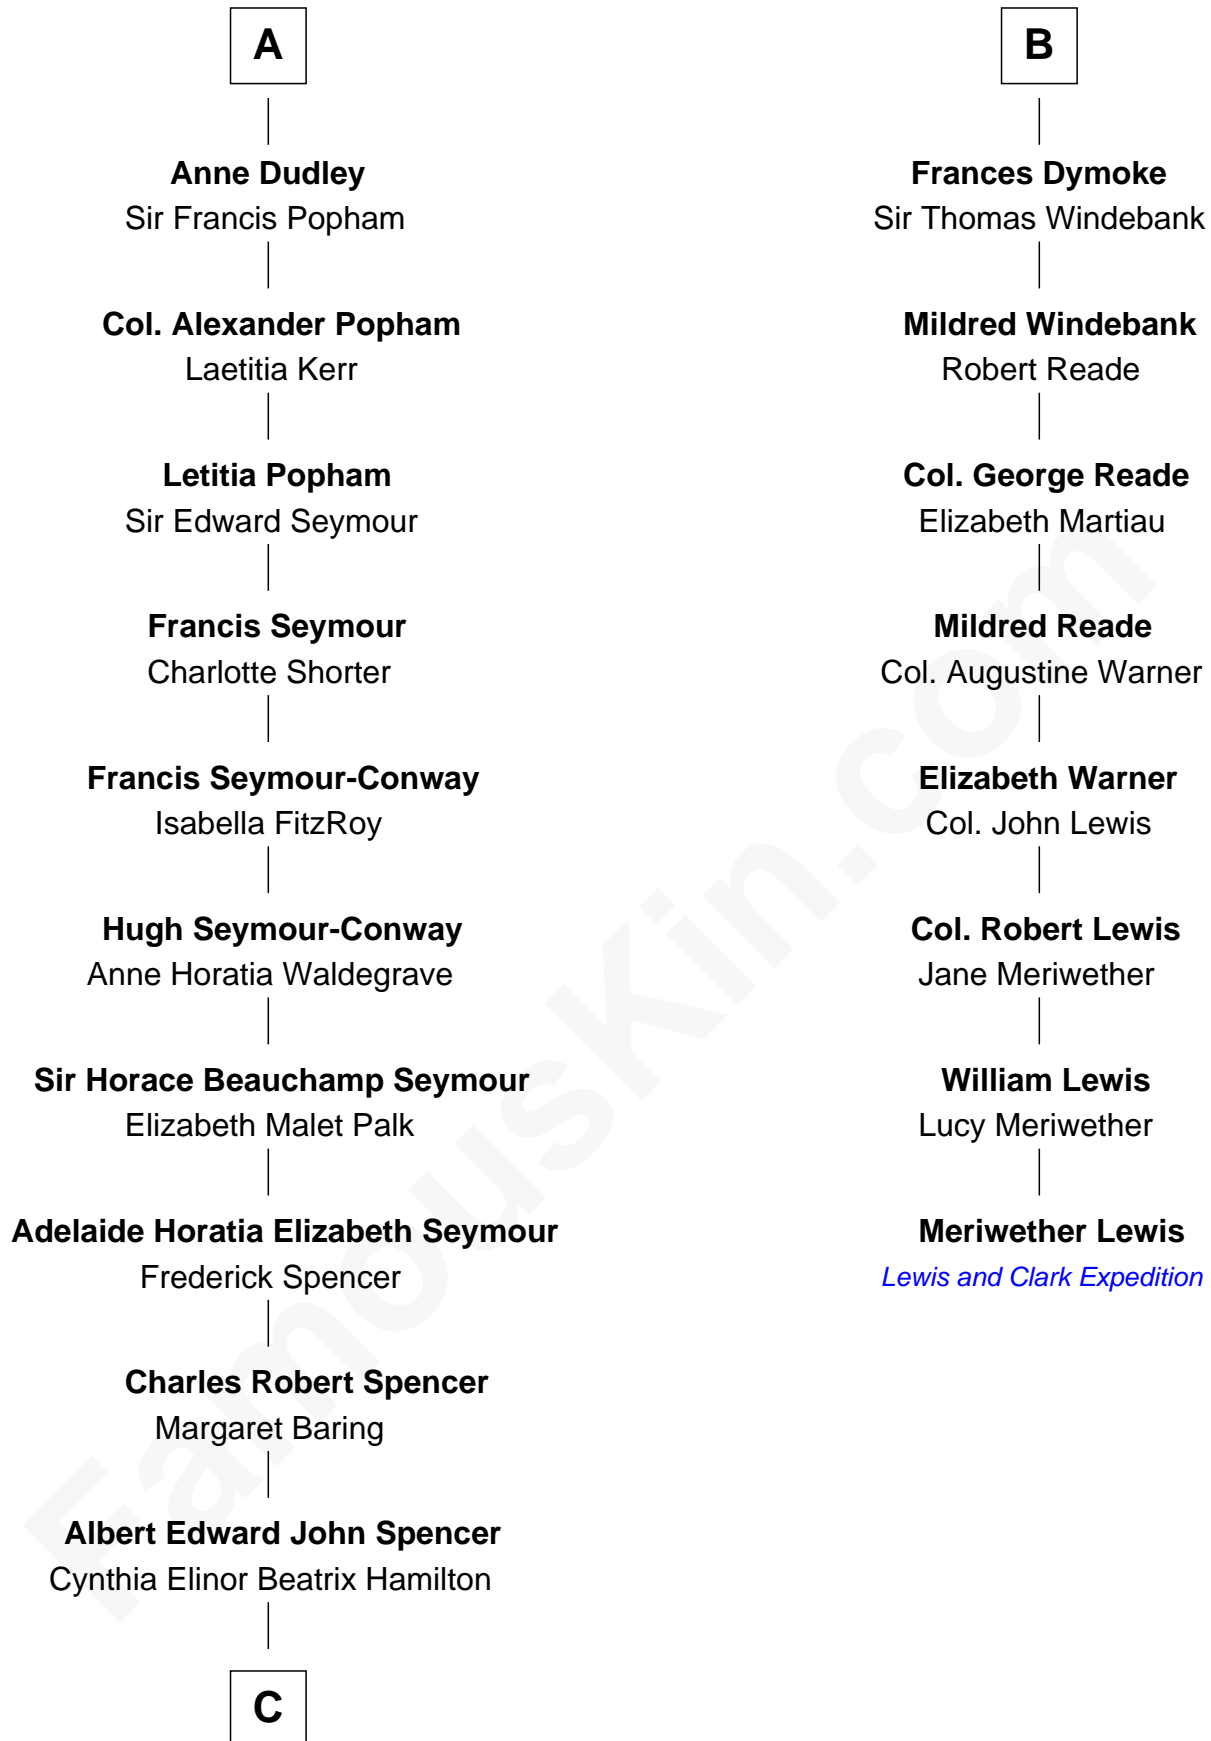 A
Anne Dudley
Sir Francis Popham
Col. Alexander Popham
Laetitia Kerr
Letitia Popham
Sir Edward Seymour
Francis Seymour
Charlotte Shorter
Francis Seymour-Conway
Isabella FitzRoy
Hugh Seymour-Conway
Anne Horatia Waldegrave
Sir Horace Beauchamp Seymour
Elizabeth Malet Palk
Adelaide Horatia Elizabeth Seymour
Frederick Spencer
Charles Robert Spencer
Margaret Baring
Albert Edward John Spencer
Cynthia Elinor Beatrix Hamilton
C
B
Frances Dymoke
Sir Thomas Windebank
Mildred Windebank
Robert Reade
Col. George Reade
Elizabeth Martiau
Mildred Reade
Col. Augustine Warner
Elizabeth Warner
Col. John Lewis
Col. Robert Lewis
Jane Meriwether
William Lewis
Lucy Meriwether
Meriwether Lewis
Lewis and Clark Expedition
FamousKin.com